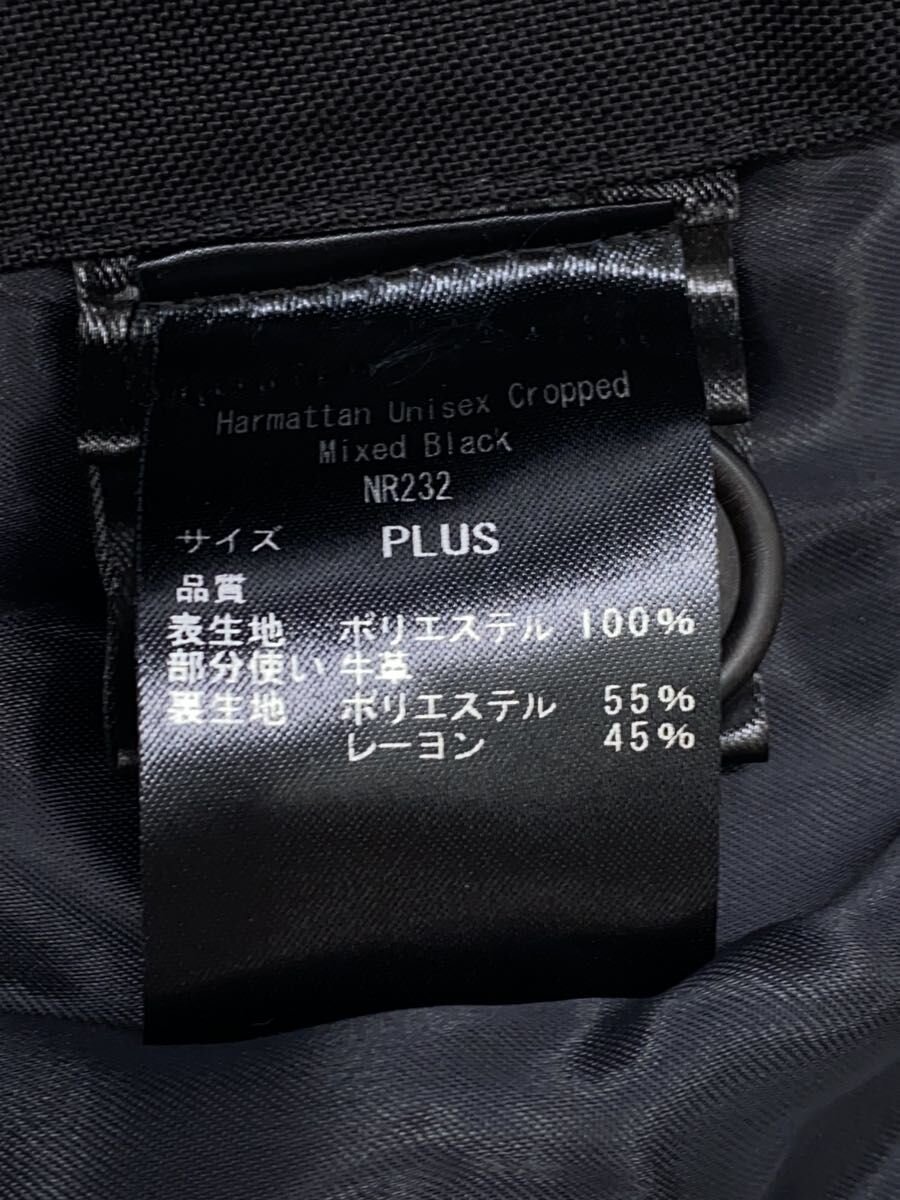 Harmattan Unisex Cropped
Mixed Black
NR232
サイズ PLUS
品質
表生地 ポリエステル 100%
部分使い 牛革
裏生地 ポリエステル 55%
レーヨン 45%